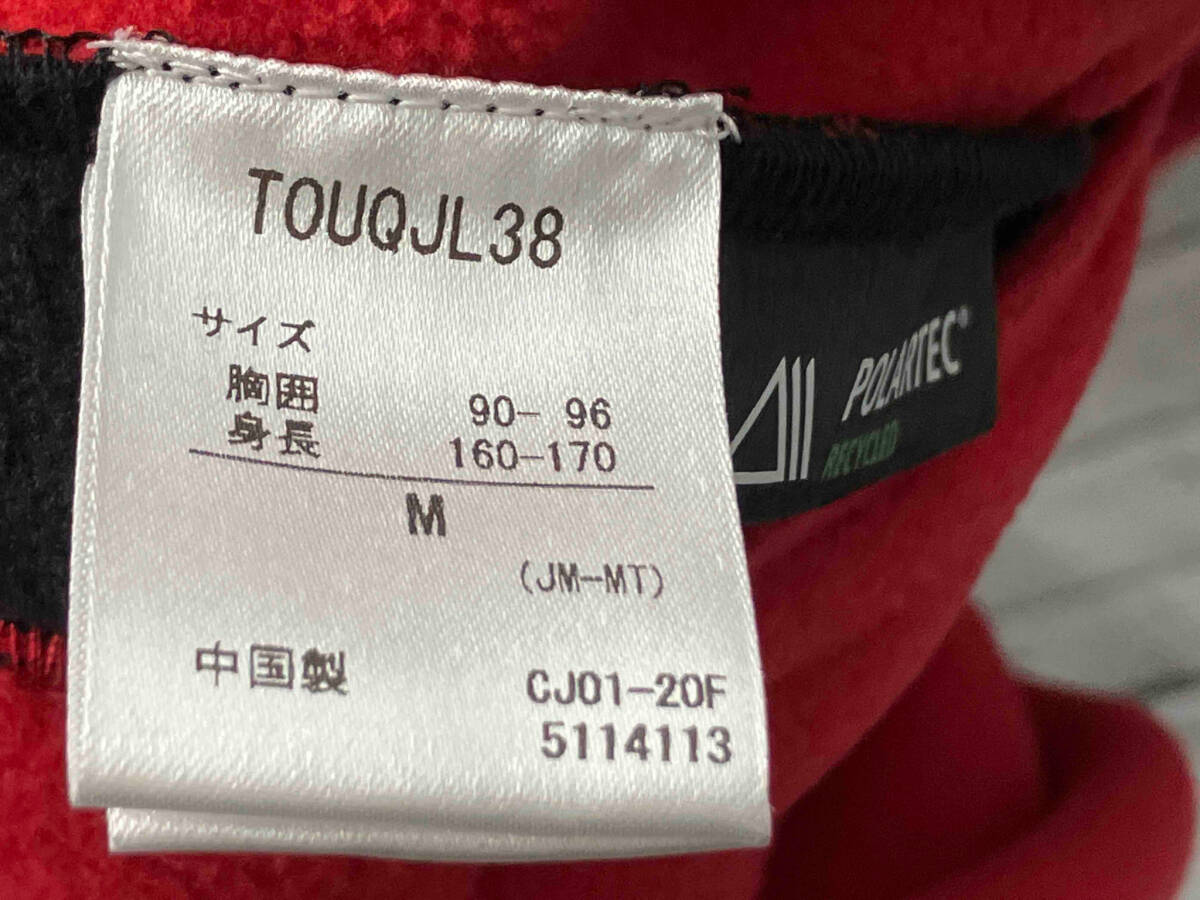 TOUQJL38
サイズ
胸囲 90- 96
身長 160-170
M
(JM-MT)
中国製 CJ01-20F
5114113
POLARTEC®
RECYCLED